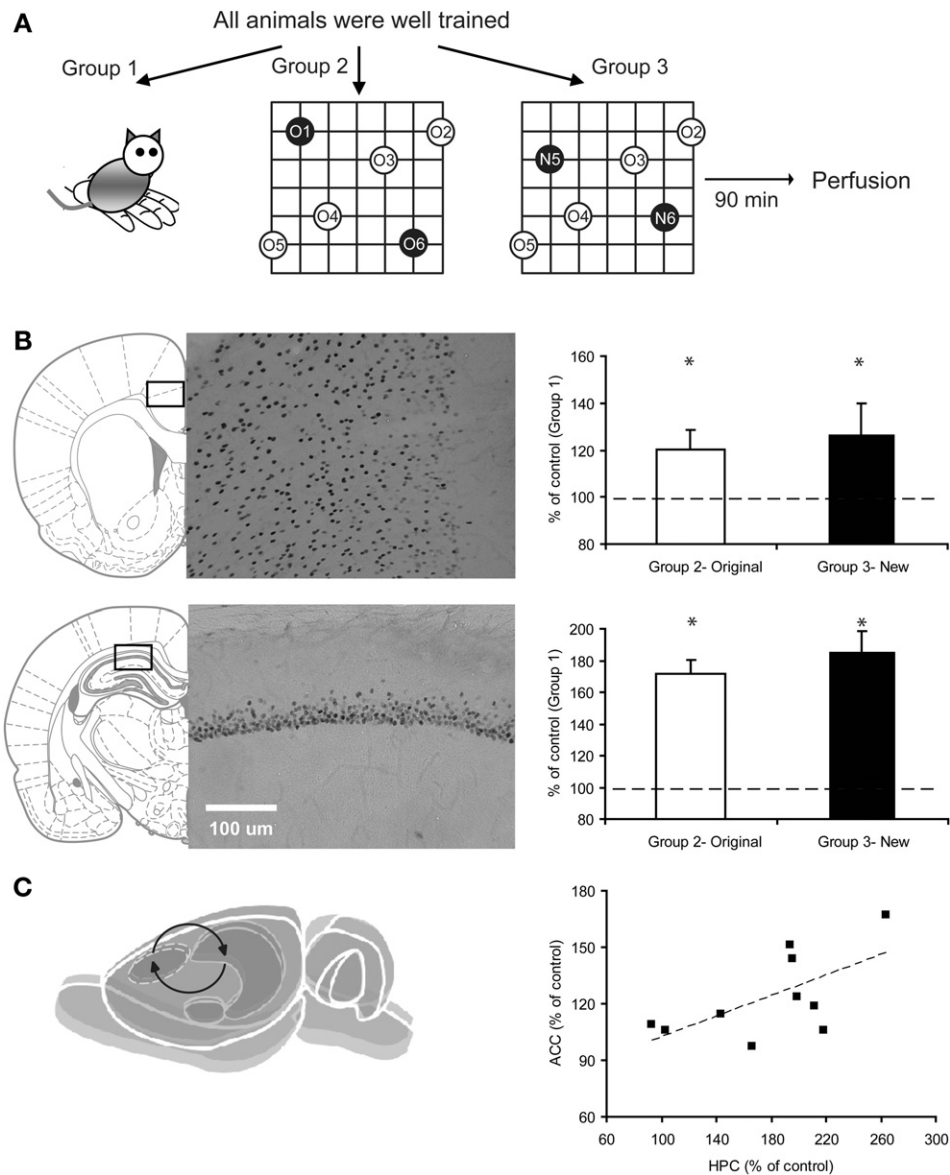 A
All animals were well trained
Group 1
Group 2
Group 3
O1
O2
O3
O4
O5
O6
O2
N5
O3
O4
N6
O5
90 min
Perfusion
B
% of control (Group 1)
160
140
120
100
80
*
*
Group 2- Original
Group 3- New
100 um
% of control (Group 1)
200
180
160
140
120
100
80
*
*
Group 2- Original
Group 3- New
C
ACC (% of control)
180
150
120
90
60
60
100
140
180
220
260
300
HPC (% of control)